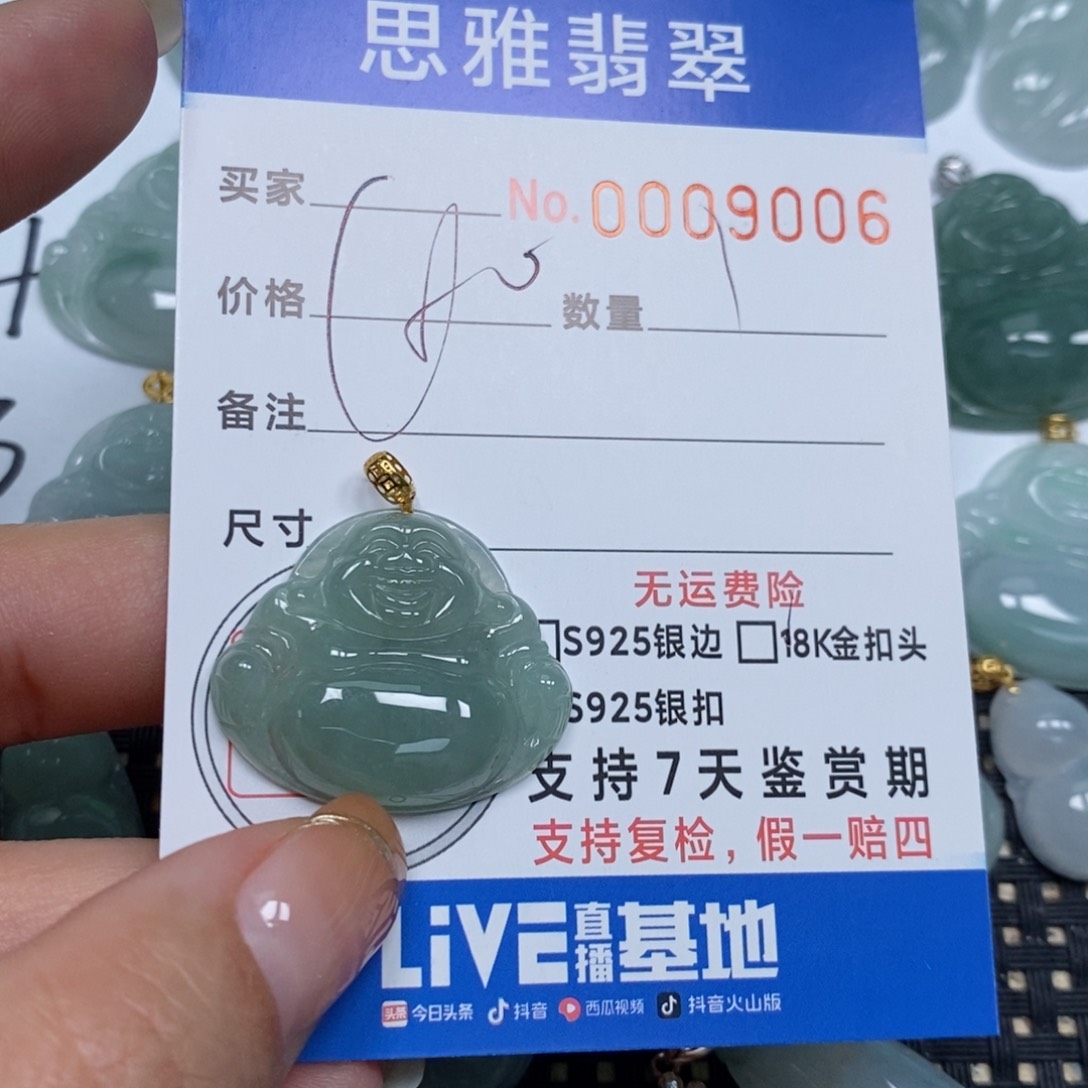 思雅翡翠
买家 No.0009006
价格 数量 1
备注
尺寸
无运费险
S925银边 18K金扣头
S925银扣
支持7天鉴赏期
支持复检，假一赔四
LiVE直播基地
头条 今日头条 抖音 西瓜视频 抖音火山版